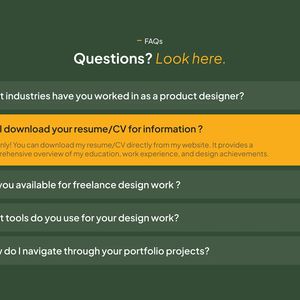 FAQs
Questions? Look here.
t industries have you worked in as a product designer?
I download your resume/CV for information ?
nly! You can download my resume/CV directly from my website. It provides a
rehensive overview of my education, work experience, and design achievements.
you available for freelance design work ?
t tools do you use for your design work?
do I navigate through your portfolio projects?